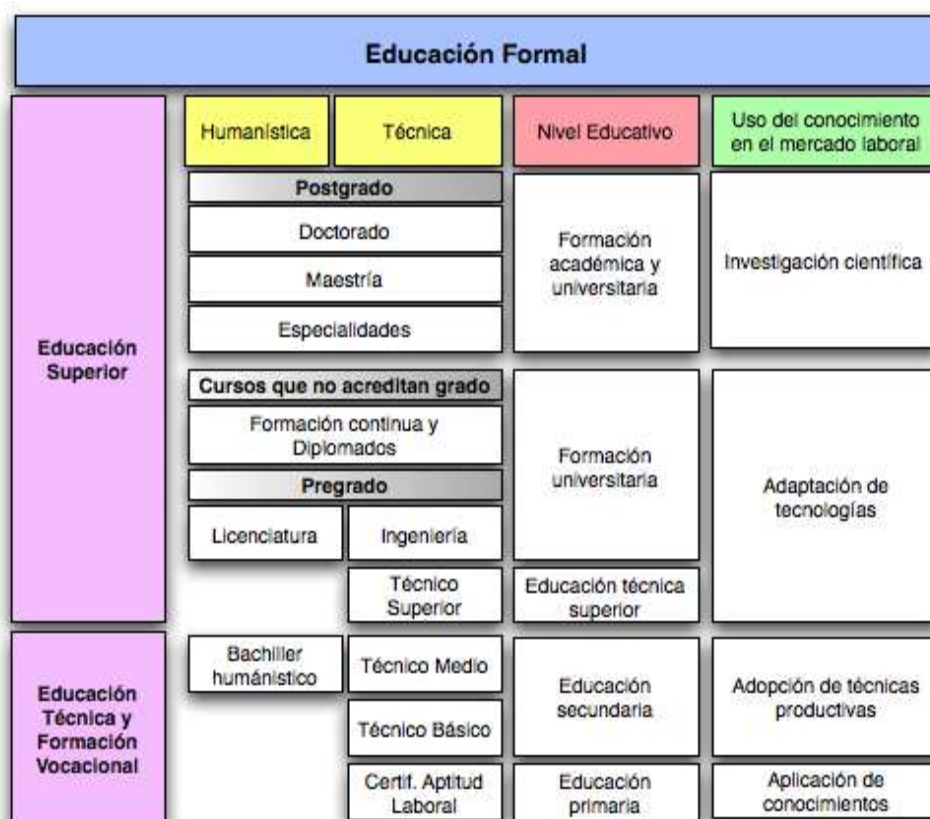 Educación Formal
Humanística
Técnica
Nivel Educativo
Uso del conocimiento
en el mercado laboral
Educación
Superior
Postgrado
Doctorado
Maestría
Especialidades
Formación
académica y
universitaria
Investigación científica
Cursos que no acreditan grado
Formación continua y
Diplomados
Pregrado
Licenciatura
Ingeniería
Técnico
Superior
Formación
universitaria
Educación técnica
superior
Adaptación de
tecnologías
Educación
Técnica y
Formación
Vocacional
Bachiller
humánistico
Técnico Medio
Técnico Básico
Certif. Aptitud
Laboral
Educación
secundaria
Educación
primaria
Adopción de técnicas
productivas
Aplicación de
conocimientos